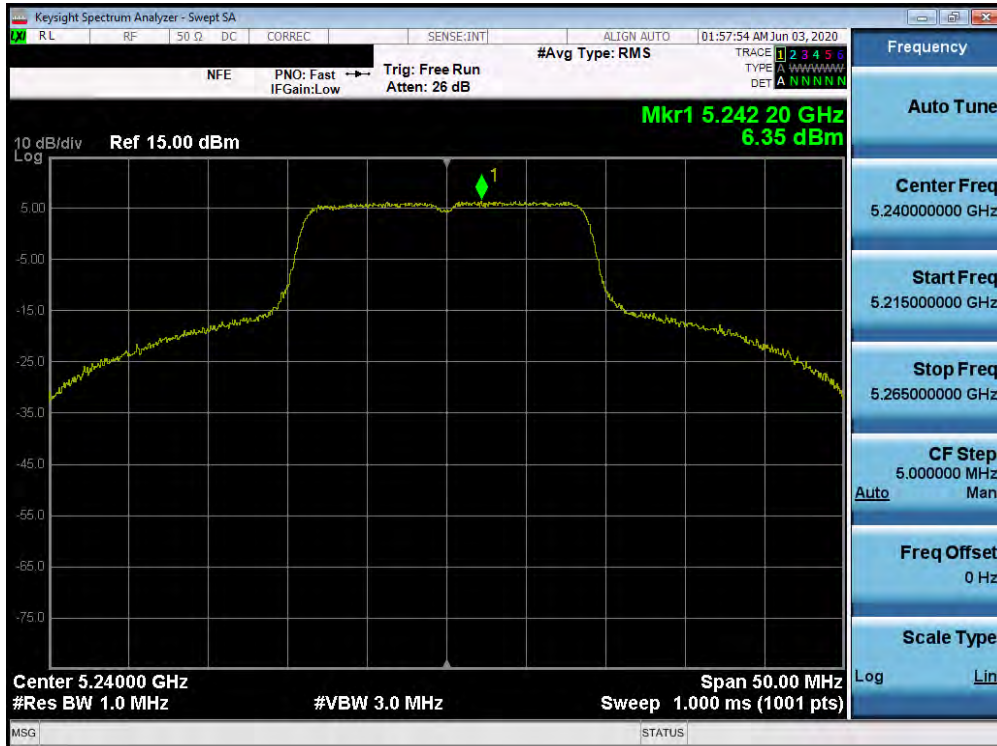 Keysight Spectrum Analyzer - Swept SA
LXI RL RF 50 Ω DC CORREC SENSE:INT ALIGN AUTO 01:57:54 AM Jun 03, 2020
NFE PNO: Fast Trig: Free Run #Avg Type: RMS TRACE 1 2 3 4 5 6
IFGain:Low Atten: 26 dB TYPE A WWWWW
DET A N N N N N
Mkr1 5.242 20 GHz
6.35 dBm
10 dB/div Ref 15.00 dBm
Log
1
5.00
-5.00
-15.0
-25.0
-35.0
-45.0
-55.0
-65.0
-75.0
Center 5.24000 GHz Span 50.00 MHz
#Res BW 1.0 MHz #VBW 3.0 MHz Sweep 1.000 ms (1001 pts)
MSG STATUS
Frequency
Auto Tune
Center Freq
5.240000000 GHz
Start Freq
5.215000000 GHz
Stop Freq
5.265000000 GHz
CF Step
5.000000 MHz
Auto Man
Freq Offset
0 Hz
Scale Type
Log Lin